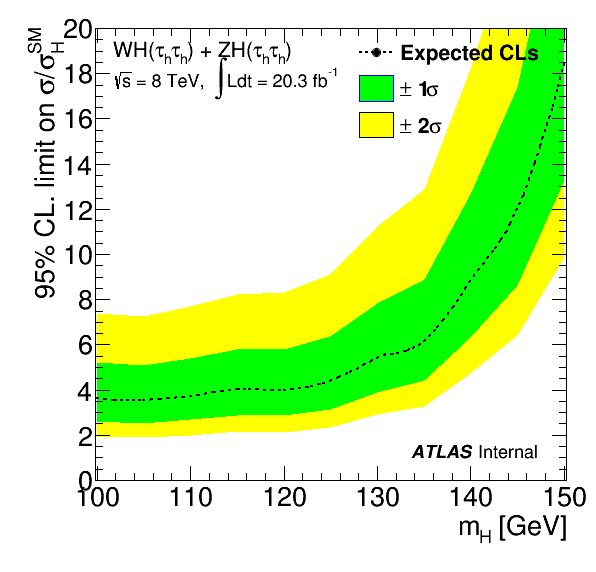 95% CL. limit on σ/σ_H^SM
20
18
16
14
12
10
8
6
4
2
0
WH(τ_hτ_h) + ZH(τ_hτ_h)
√s = 8 TeV, ∫Ldt = 20.3 fb⁻¹
Expected CLs
± 1σ
± 2σ
ATLAS Internal
100 110 120 130 140 150
m_H [GeV]